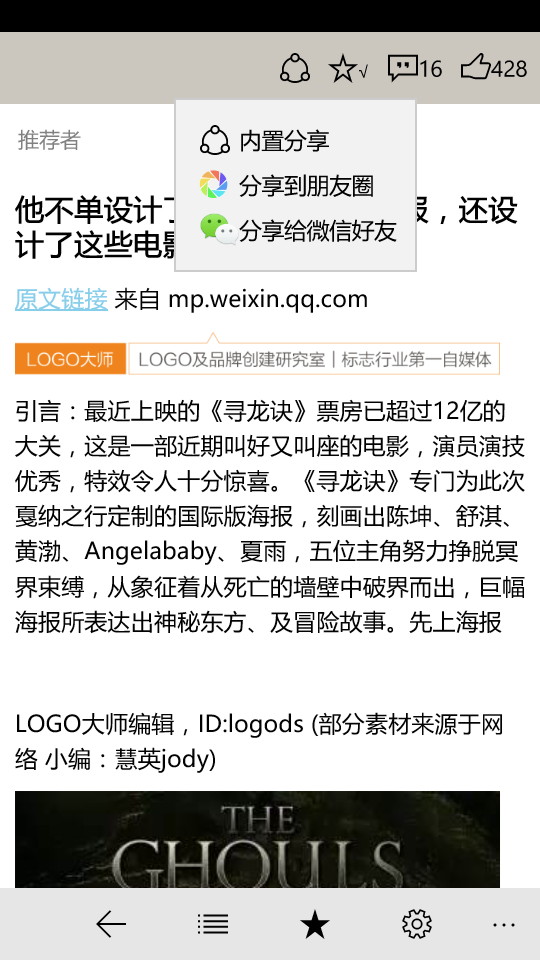 √ 16 428
推荐者
内置分享
分享到朋友圈
分享给微信好友
他不单设计了 报，还设
计了这些电影
原文链接 来自 mp.weixin.qq.com
LOGO大师 LOGO及品牌创建研究室｜标志行业第一自媒体
引言：最近上映的《寻龙诀》票房已超过12亿的
大关，这是一部近期叫好又叫座的电影，演员演技
优秀，特效令人十分惊喜。《寻龙诀》专门为此次
戛纳之行定制的国际版海报，刻画出陈坤、舒淇、
黄渤、Angelababy、夏雨，五位主角努力挣脱冥
界束缚，从象征着从死亡的墙壁中破界而出，巨幅
海报所表达出神秘东方、及冒险故事。先上海报
LOGO大师编辑，ID:logods (部分素材来源于网
络 小编：慧英jody)
THE
GHOULS